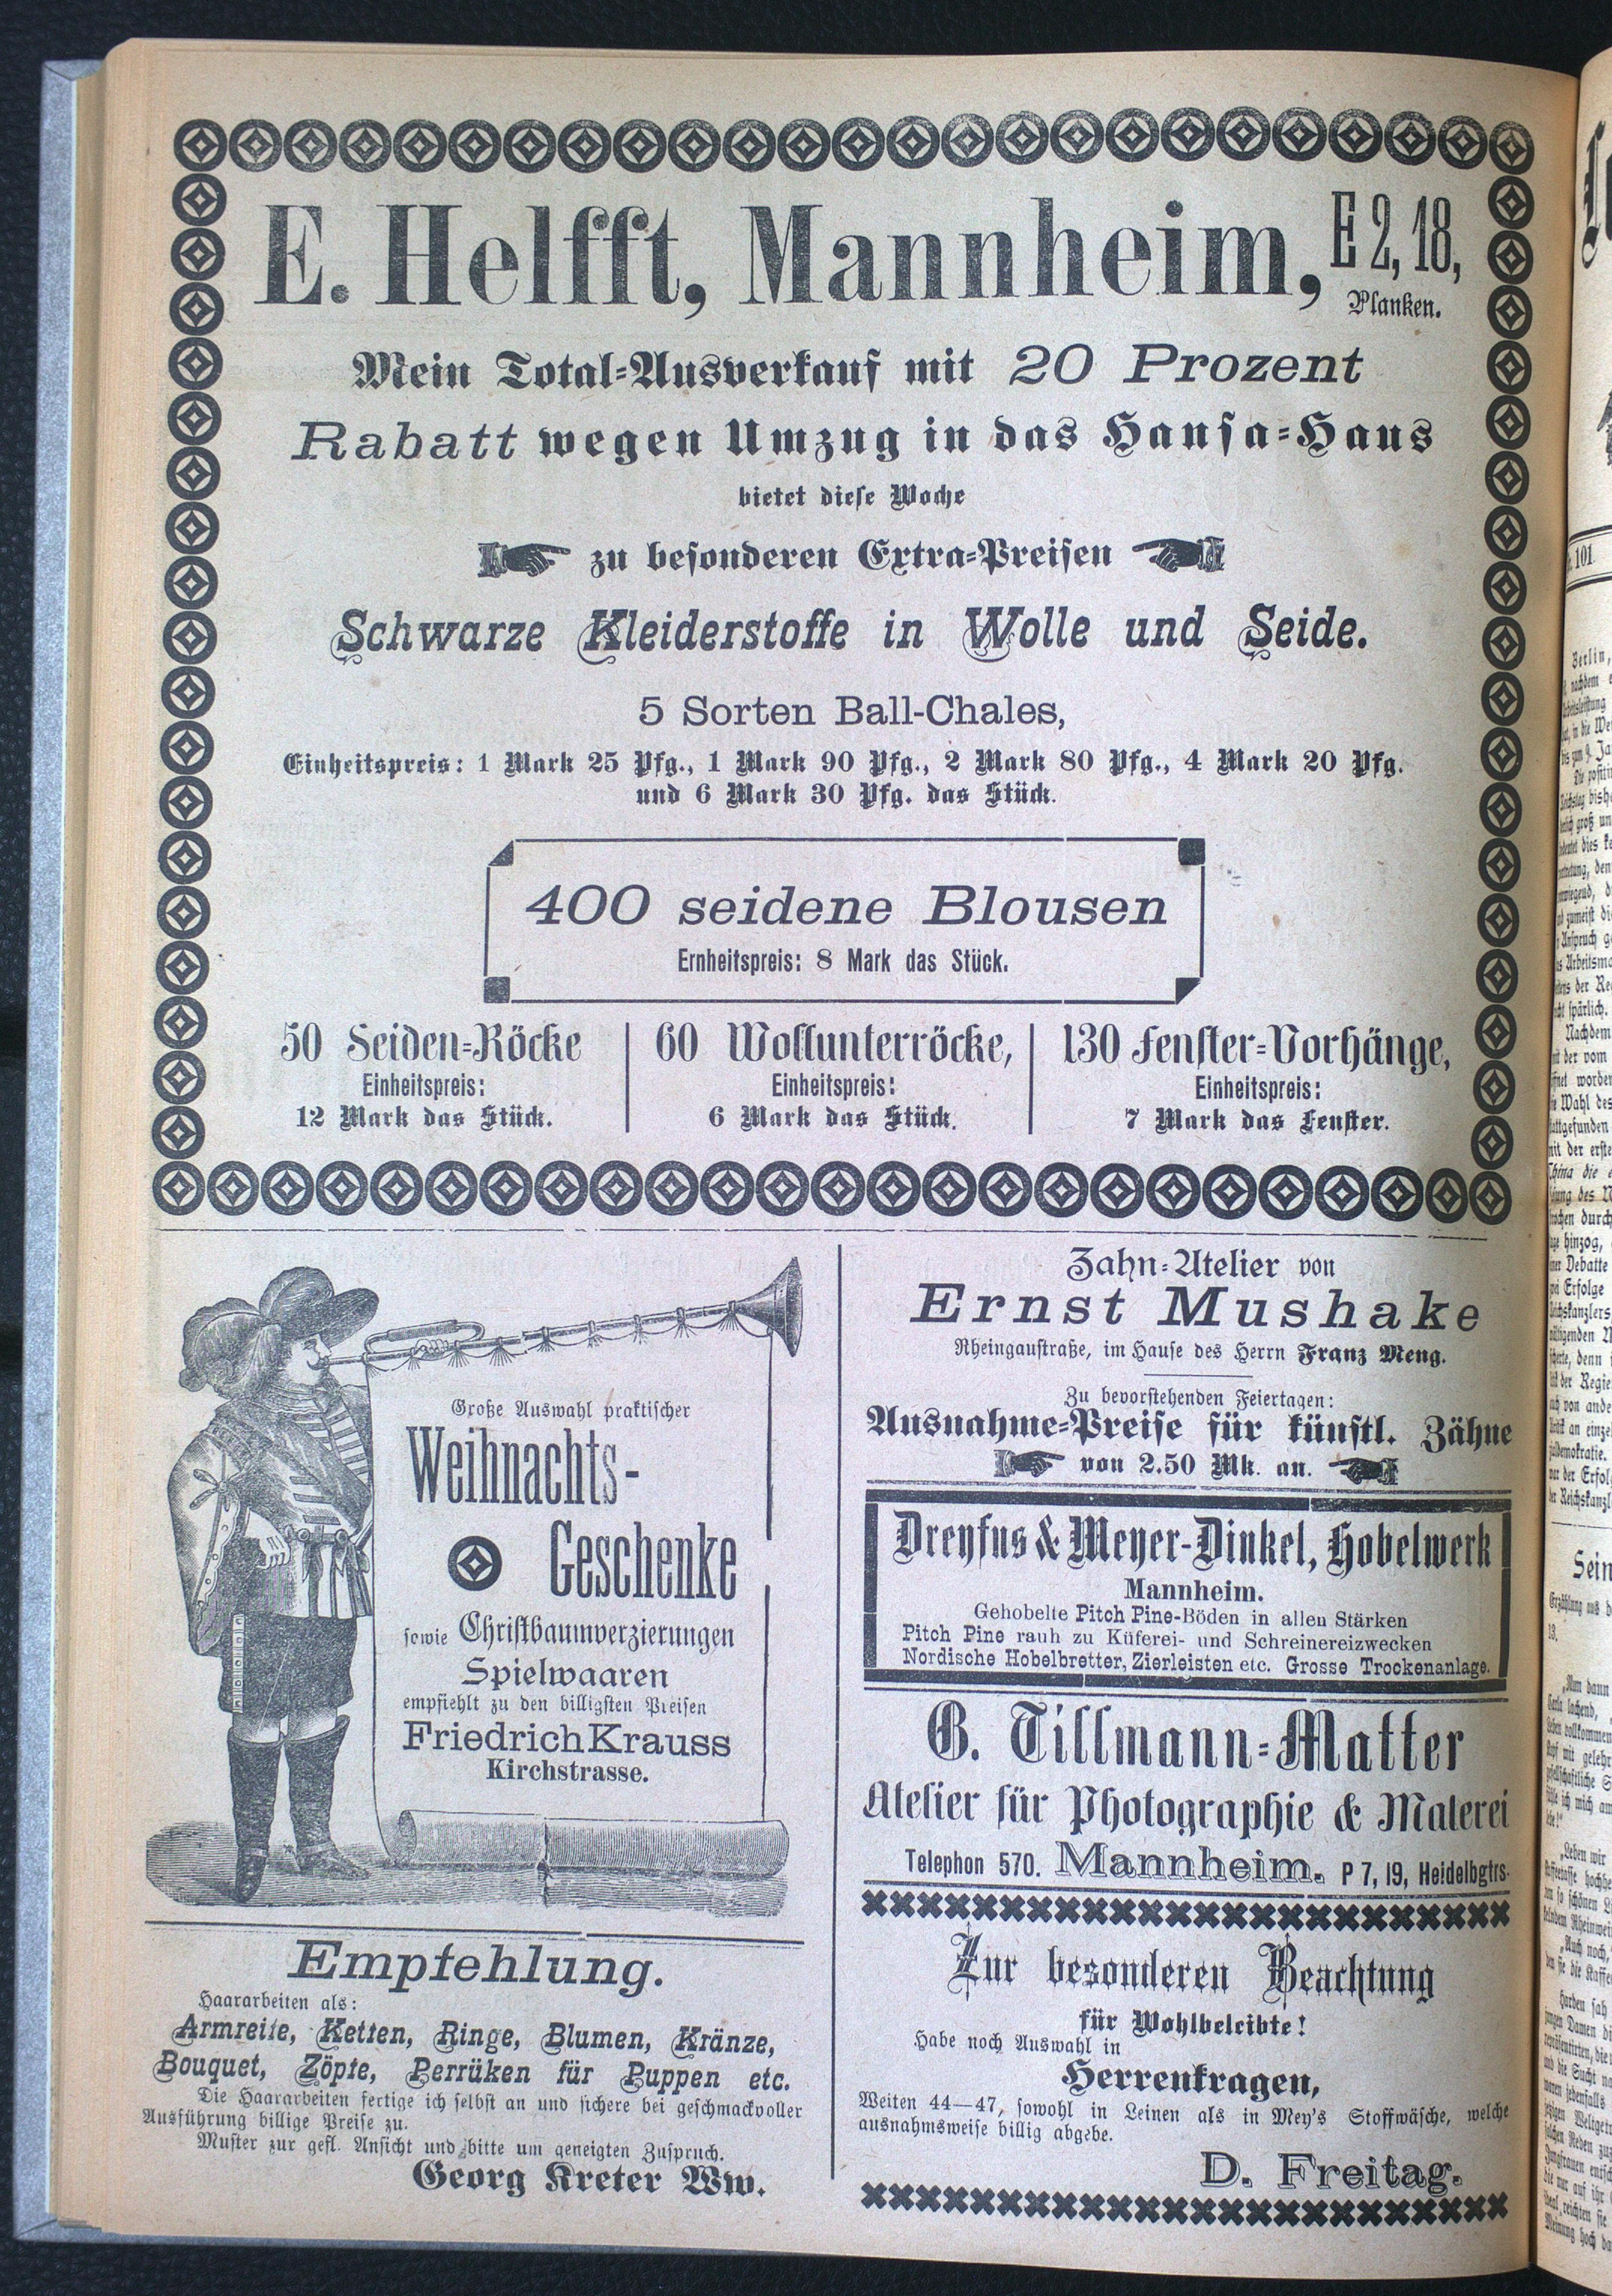 E. Helfft, Mannheim, E 2, 18,
Planken.
Mein Total-Ausverkauf mit 20 Prozent
Rabatt wegen Umzug in das Hansa-Haus
bietet diese Woche
zu besonderen Extra-Preisen
Schwarze Kleiderstoffe in Wolle und Seide.
5 Sorten Ball-Chales,
Einheitspreis: 1 Mark 25 Pfg., 1 Mark 90 Pfg., 2 Mark 80 Pfg., 4 Mark 20 Pfg.
und 6 Mark 30 Pfg. das Stück.
400 seidene Blousen
Ernheitspreis: 8 Mark das Stück.
50 Seiden-Röcke
Einheitspreis:
12 Mark das Stück.
60 Wollunterröcke,
Einheitspreis:
6 Mark das Stück.
130 Fenster-Vorhänge,
Einheitspreis:
7 Mark das Fenster.
Große Auswahl praktischer
Weihnachts-
Geschenke
sowie Christbaumverzierungen
Spielwaaren
empfiehlt zu den billigsten Preisen
Friedrich Krauss
Kirchstrasse.
Empfehlung.
Haararbeiten als:
Armreife, Ketten, Ringe, Blumen, Kränze,
Bouquet, Zöpfe, Perrüken für Puppen etc.
Die Haararbeiten fertige ich selbst an und sichere bei geschmackvoller
Ausführung billige Preise zu.
Muster zur gefl. Ansicht und bitte um geneigten Zuspruch.
Georg Kreter Ww.
Zahn-Atelier von
Ernst Mushake
Rheingaustraße, im Hause des Herrn Franz Meng.
Zu bevorstehenden Feiertagen:
Ausnahme-Preise für künstl. Zähne
von 2.50 Mk. an.
Dreyfus & Meyer-Dinkel, Hobelwerk
Mannheim.
Gehobelte Pitch Pine-Böden in allen Stärken
Pitch Pine rauh zu Küferei- und Schreinereizwecken
Nordische Hobelbretter, Zierleisten etc. Grosse Trockenanlage.
G. Tillmann-Matter
Atelier für Photographie & Malerei
Telephon 570. Mannheim. P 7, 19, Heidelbgtrs.
Zur besonderen Beachtung
für Wohlbeleibte!
Habe noch Auswahl in
Herrenkragen,
Weiten 44—47, sowohl in Leinen als in Mey's Stoffwäsche, welche
ausnahmsweise billig abgebe.
D. Freitag.
101
Berlin,